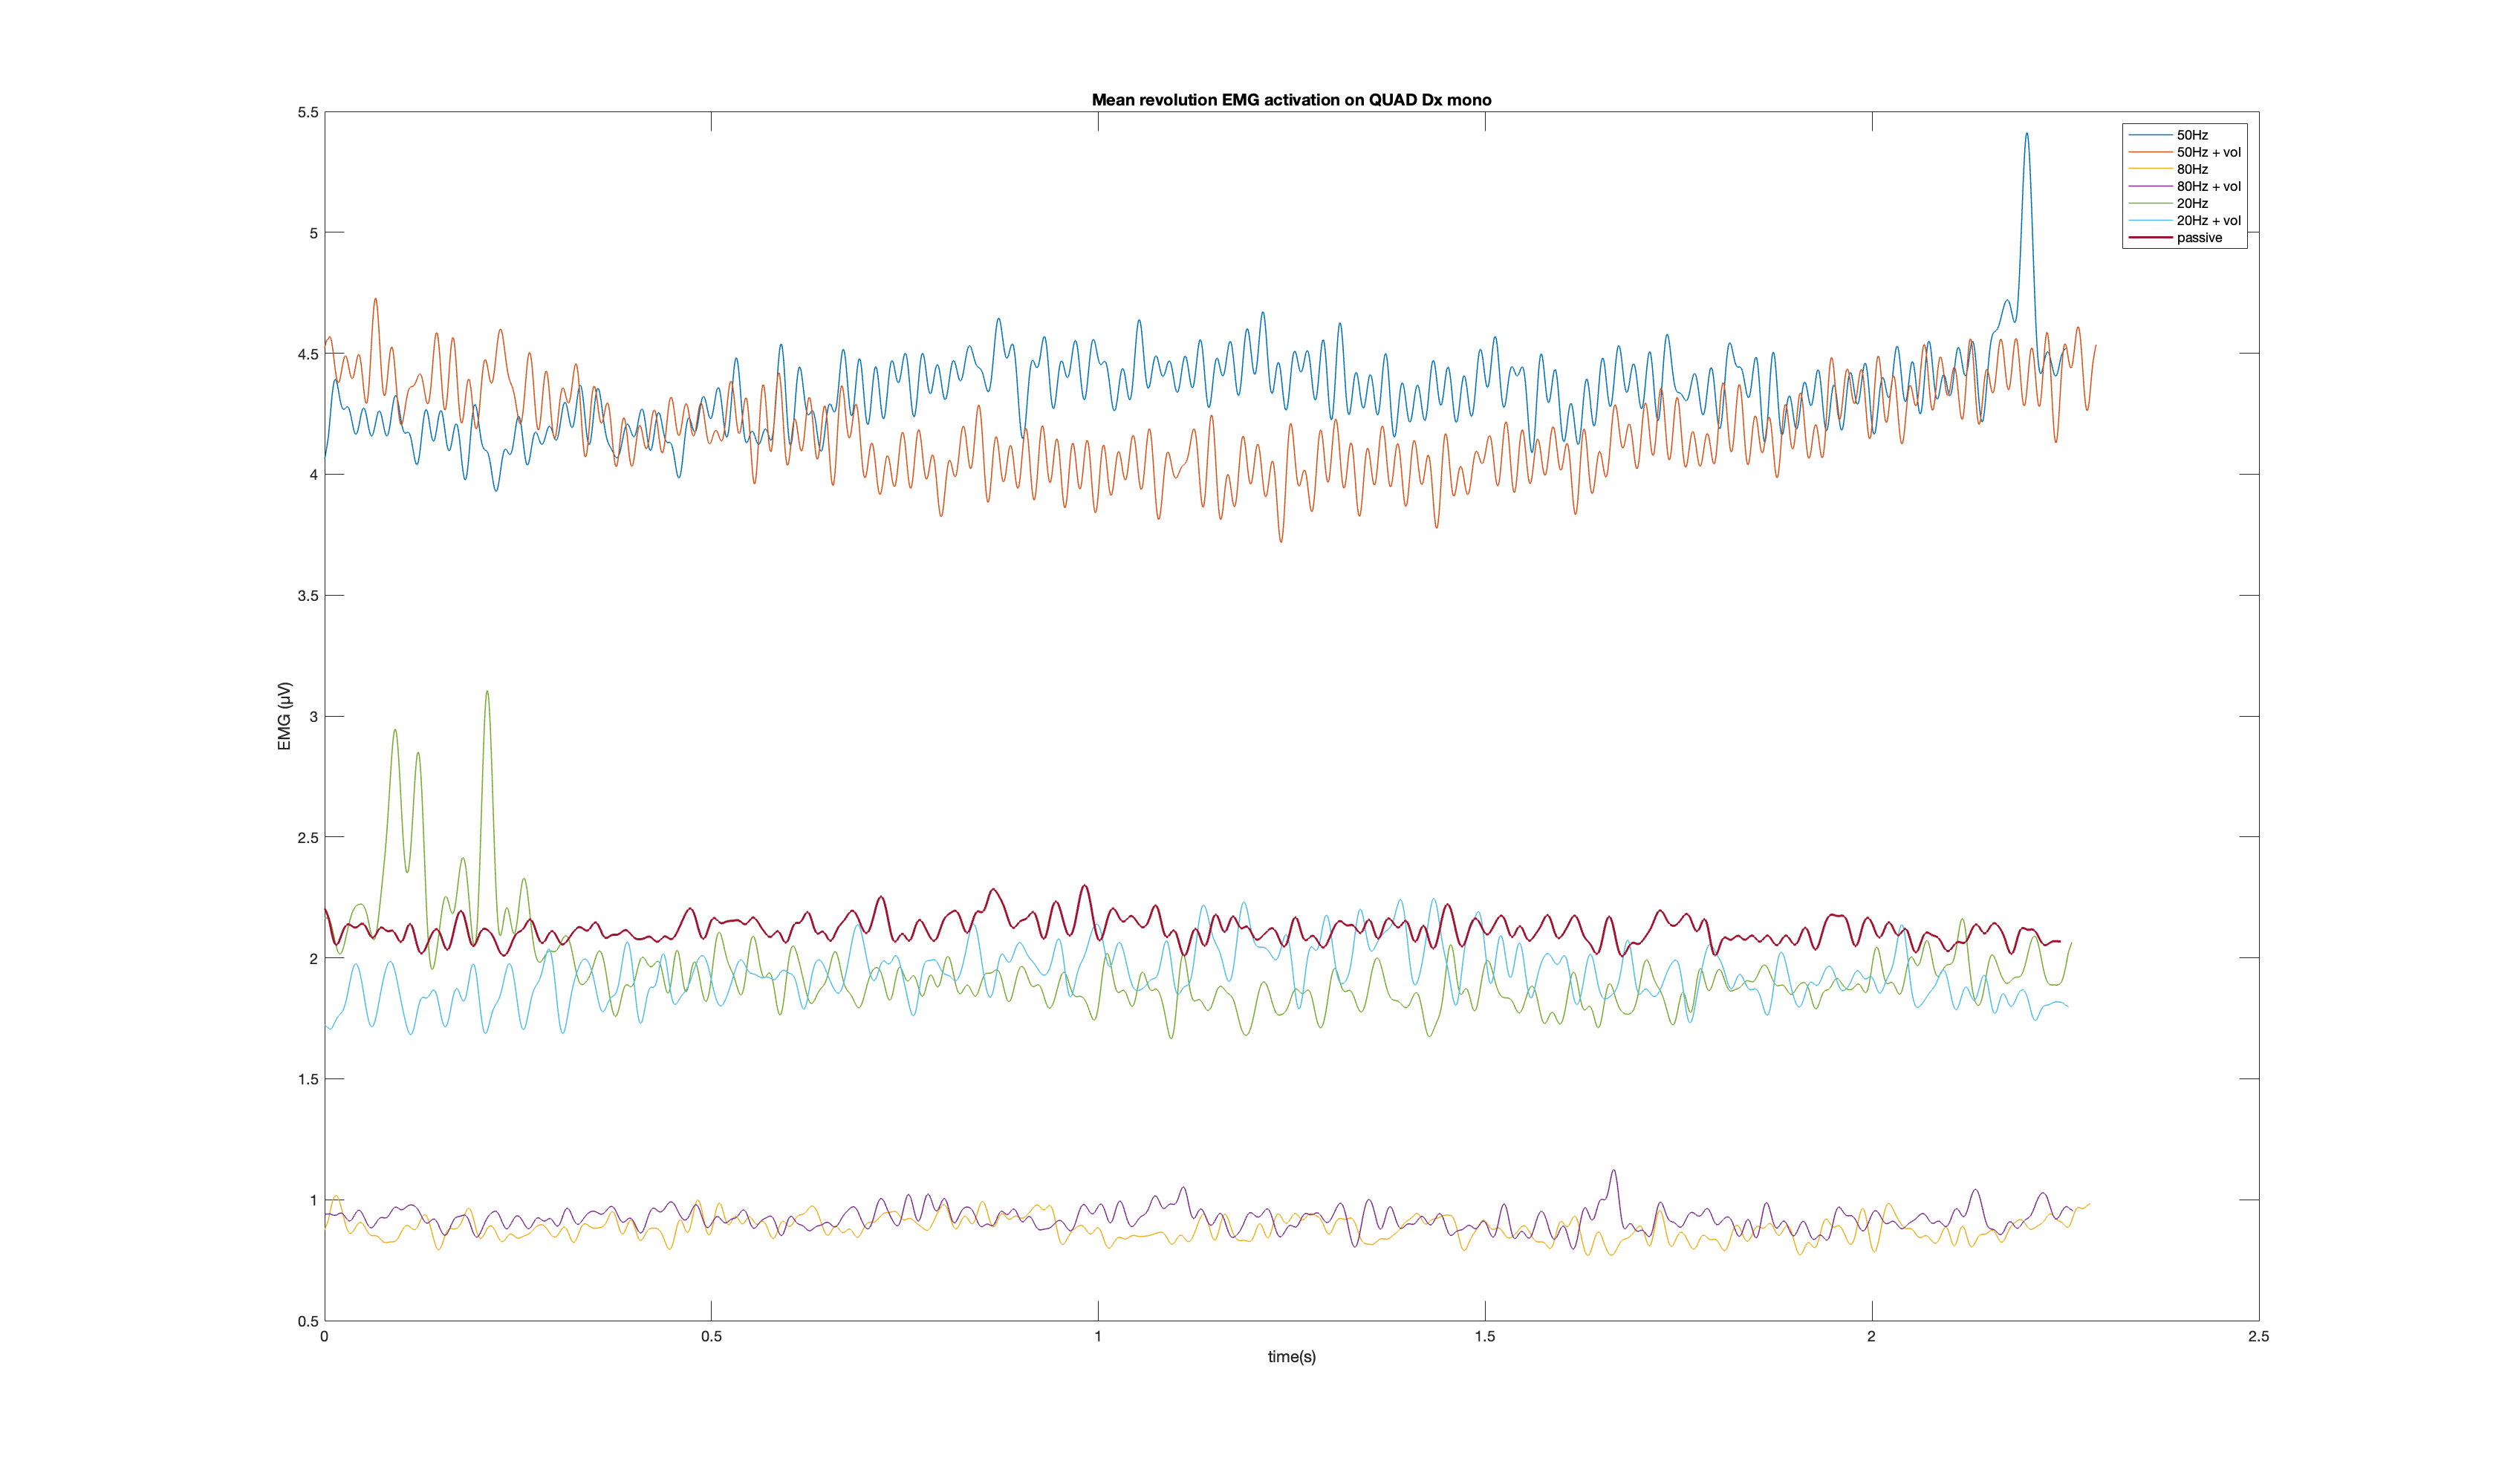 Mean revolution EMG activation on QUAD Dx mono
5.5
5
4.5
4
3.5
3
2.5
2
1.5
1
0.5
EMG (µV)
50Hz
50Hz + vol
80Hz
80Hz + vol
20Hz
20Hz + vol
passive
0
0.5
1
1.5
2
2.5
time(s)